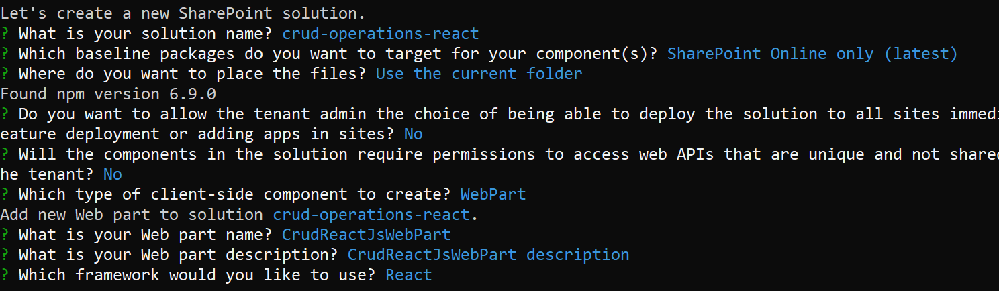 Let's create a new SharePoint solution.
? What is your solution name? crud-operations-react
? Which baseline packages do you want to target for your component(s)? SharePoint Online only (latest)
? Where do you want to place the files? Use the current folder
Found npm version 6.9.0
? Do you want to allow the tenant admin the choice of being able to deploy the solution to all sites immedi
eature deployment or adding apps in sites? No
? Will the components in the solution require permissions to access web APIs that are unique and not shared
he tenant? No
? Which type of client-side component to create? WebPart
Add new Web part to solution crud-operations-react.
? What is your Web part name? CrudReactJsWebPart
? What is your Web part description? CrudReactJsWebPart description
? Which framework would you like to use? React